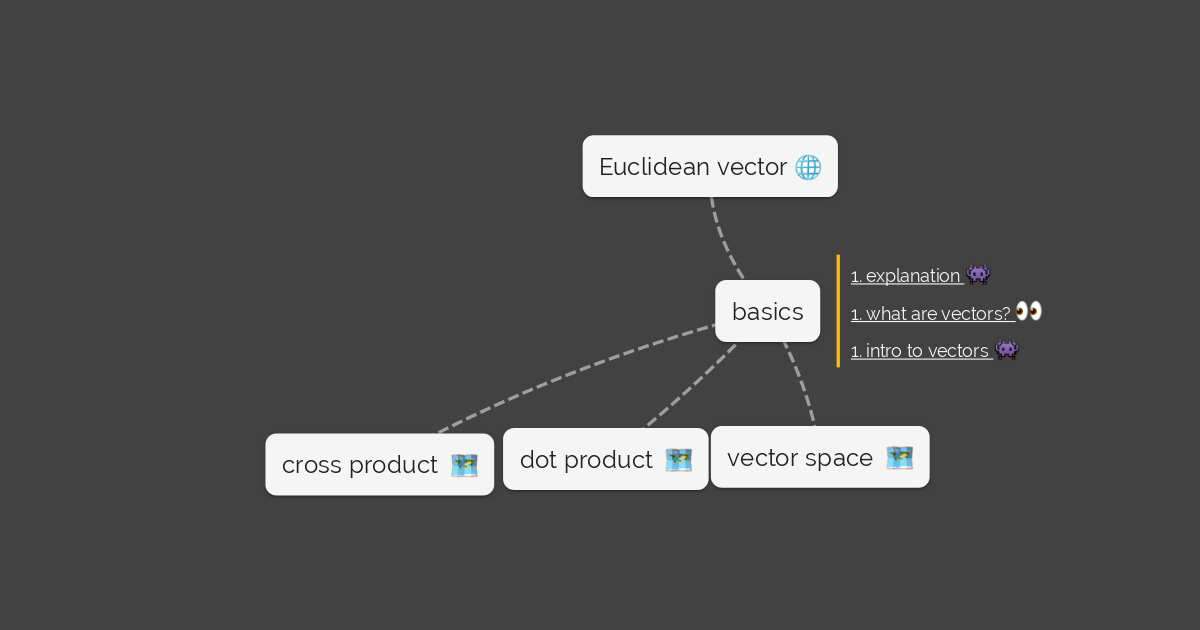 Euclidean vector 🌐
basics
1. explanation 👾
1. what are vectors? 👀
1. intro to vectors 👾
cross product 🗺️
dot product 🗺️
vector space 🗺️